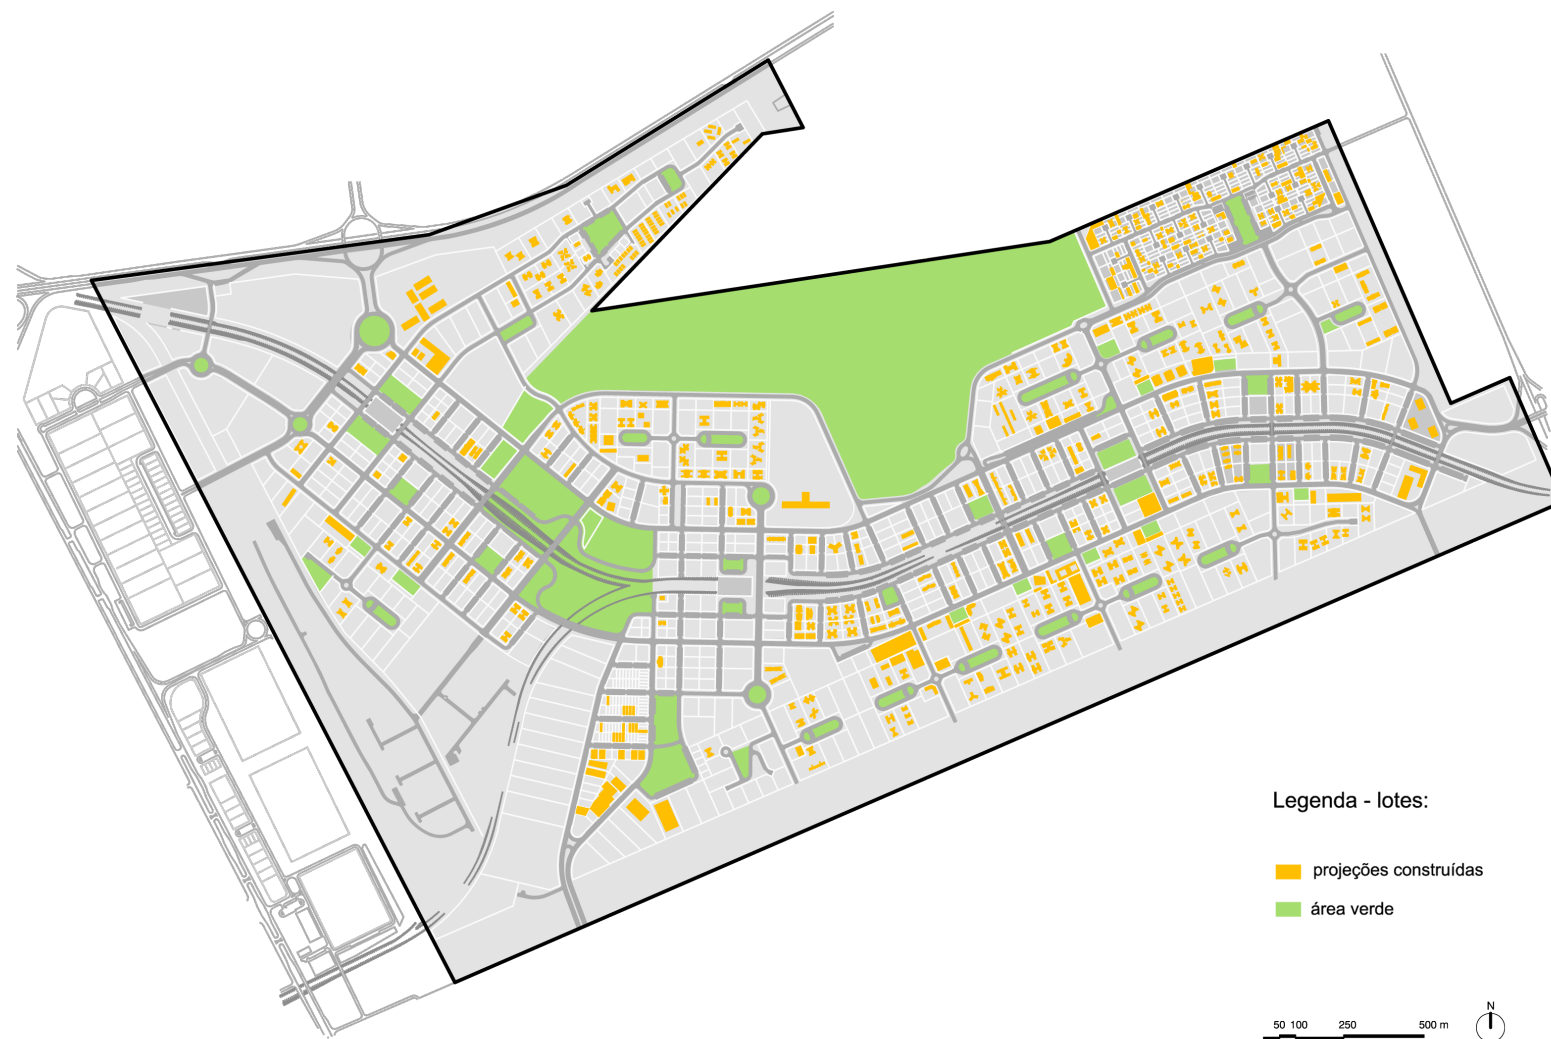 Legenda - lotes:
projeções construídas
área verde
N
50 100 250 500 m